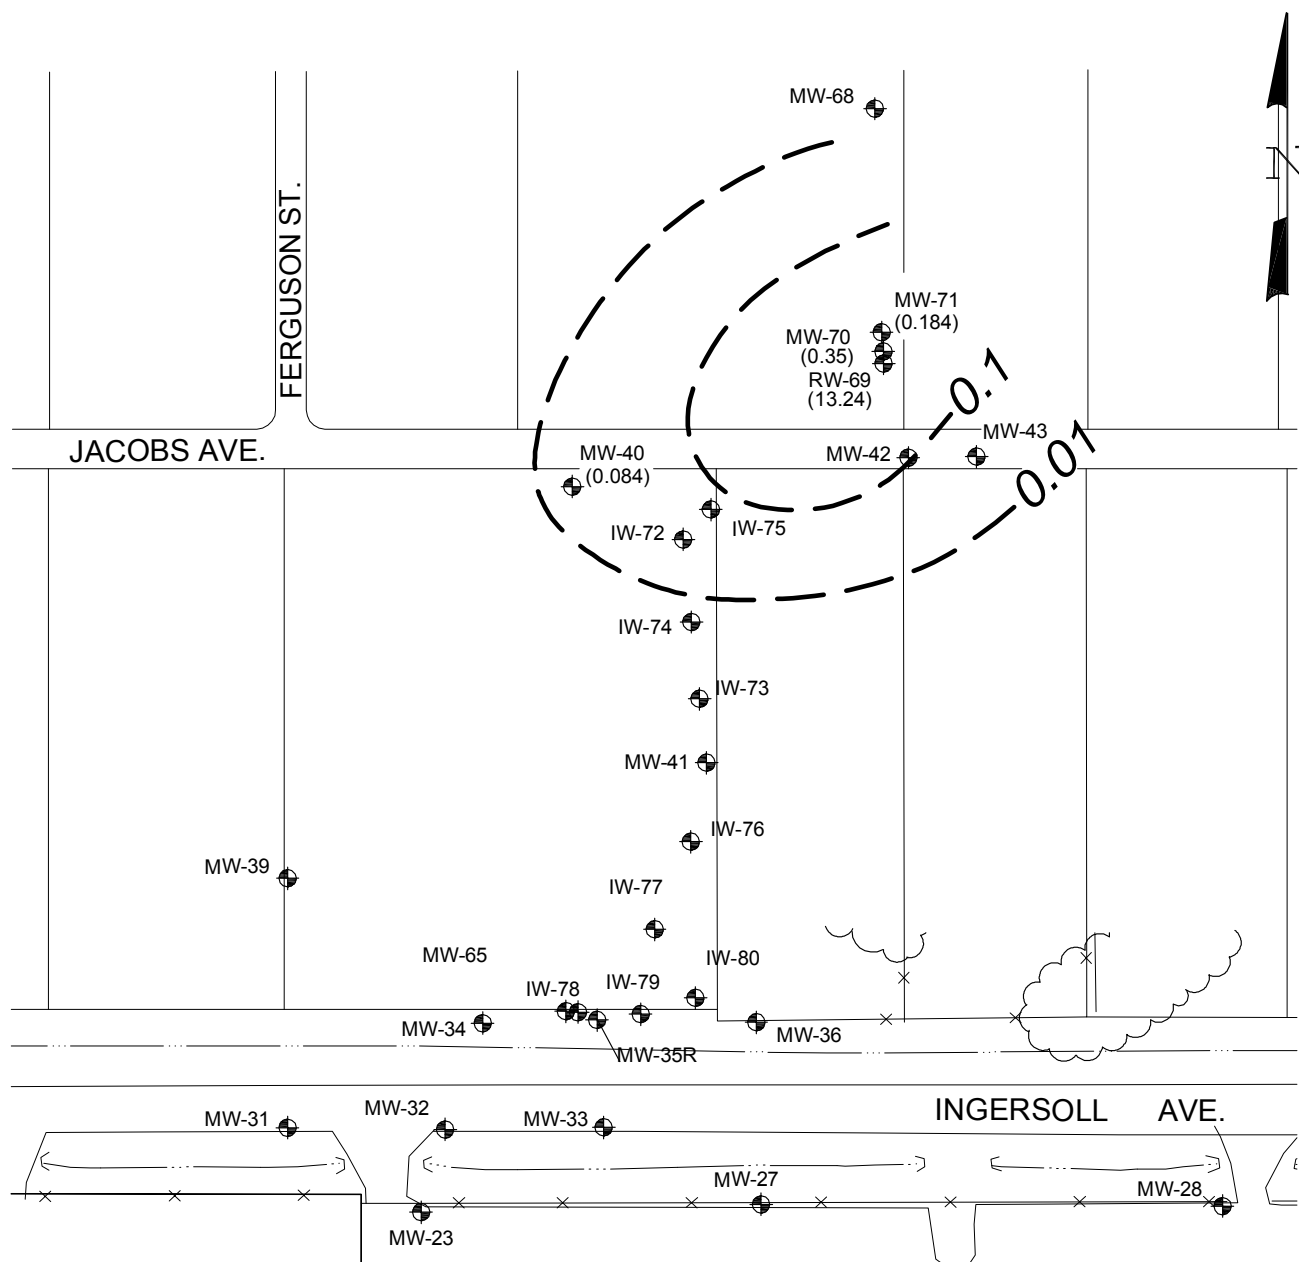 MW-68
N
FERGUSON ST.
MW-71
(0.184)
MW-70
(0.35)
RW-69
(13.24)
0.1
JACOBS AVE.
MW-40
(0.084)
MW-42
MW-43
0.01
IW-72
IW-75
IW-74
IW-73
MW-41
IW-76
MW-39
IW-77
MW-65
IW-78
IW-79
IW-80
MW-34
MW-35R
MW-36
MW-31
MW-32
MW-33
INGERSOLL AVE.
MW-27
MW-28
MW-23